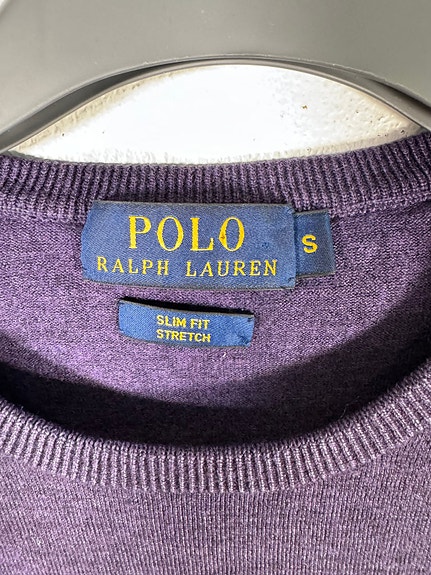 POLO
RALPH LAUREN
S
SLIM FIT
STRETCH